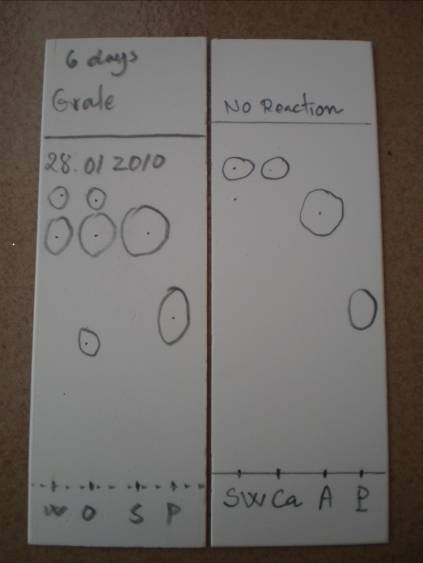 6 days
Grale
28.01 2010
W O S P
No Reaction
SW Ca A P